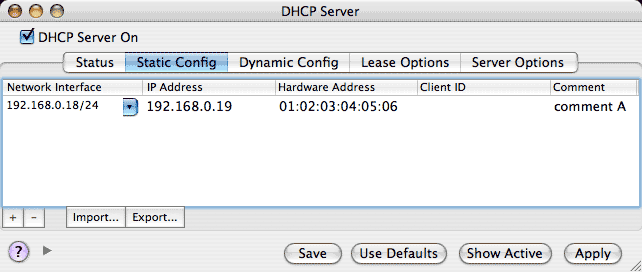 DHCP Server
DHCP Server On
Status Static Config Dynamic Config Lease Options Server Options
Network Interface IP Address Hardware Address Client ID Comment
192.168.0.18/24 192.168.0.19 01:02:03:04:05:06 comment A
+ - Import... Export...
? Save Use Defaults Show Active Apply